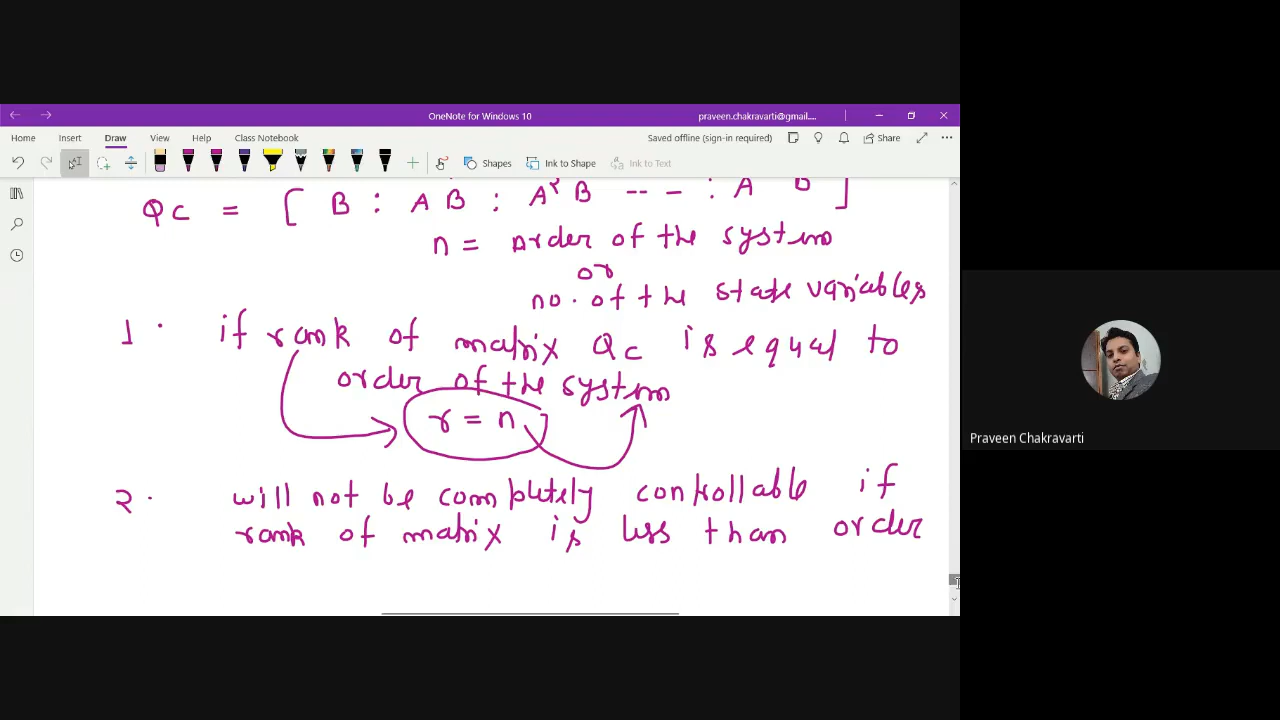 OneNote for Windows 10
praveen.chakravarti@gmail....
Home Insert Draw View Help Class Notebook
Saved offline (sign-in required)
Share
Shapes
Ink to Shape
Ink to Text
Qc = [ B : AB : A² B -- - : A B ]
n = order of the system
or
no. of the state variables
1. if rank of matrix Qc is equal to
order of the system
r = n
2. will not be completely controllable if
rank of matrix is less than order
Praveen Chakravarti